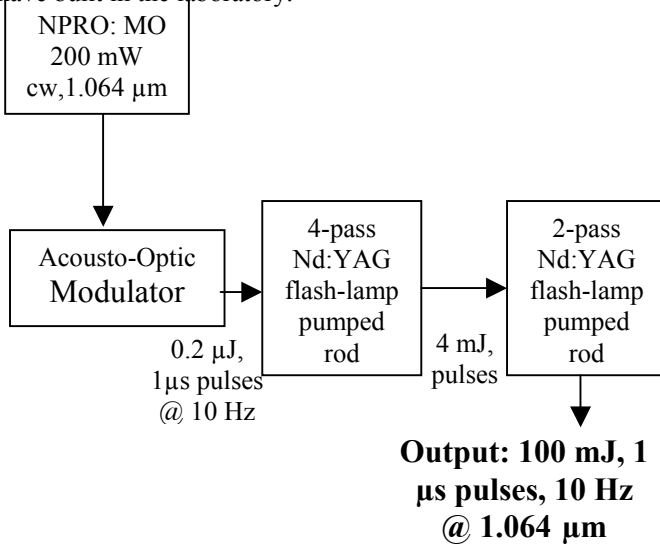 have built in the laboratory.
NPRO: MO
200 mW
cw,1.064 µm
Acousto-Optic
Modulator
0.2 µJ,
1µs pulses
@ 10 Hz
4-pass
Nd:YAG
flash-lamp
pumped
rod
4 mJ,
pulses
2-pass
Nd:YAG
flash-lamp
pumped
rod
Output: 100 mJ, 1
µs pulses, 10 Hz
@ 1.064 µm